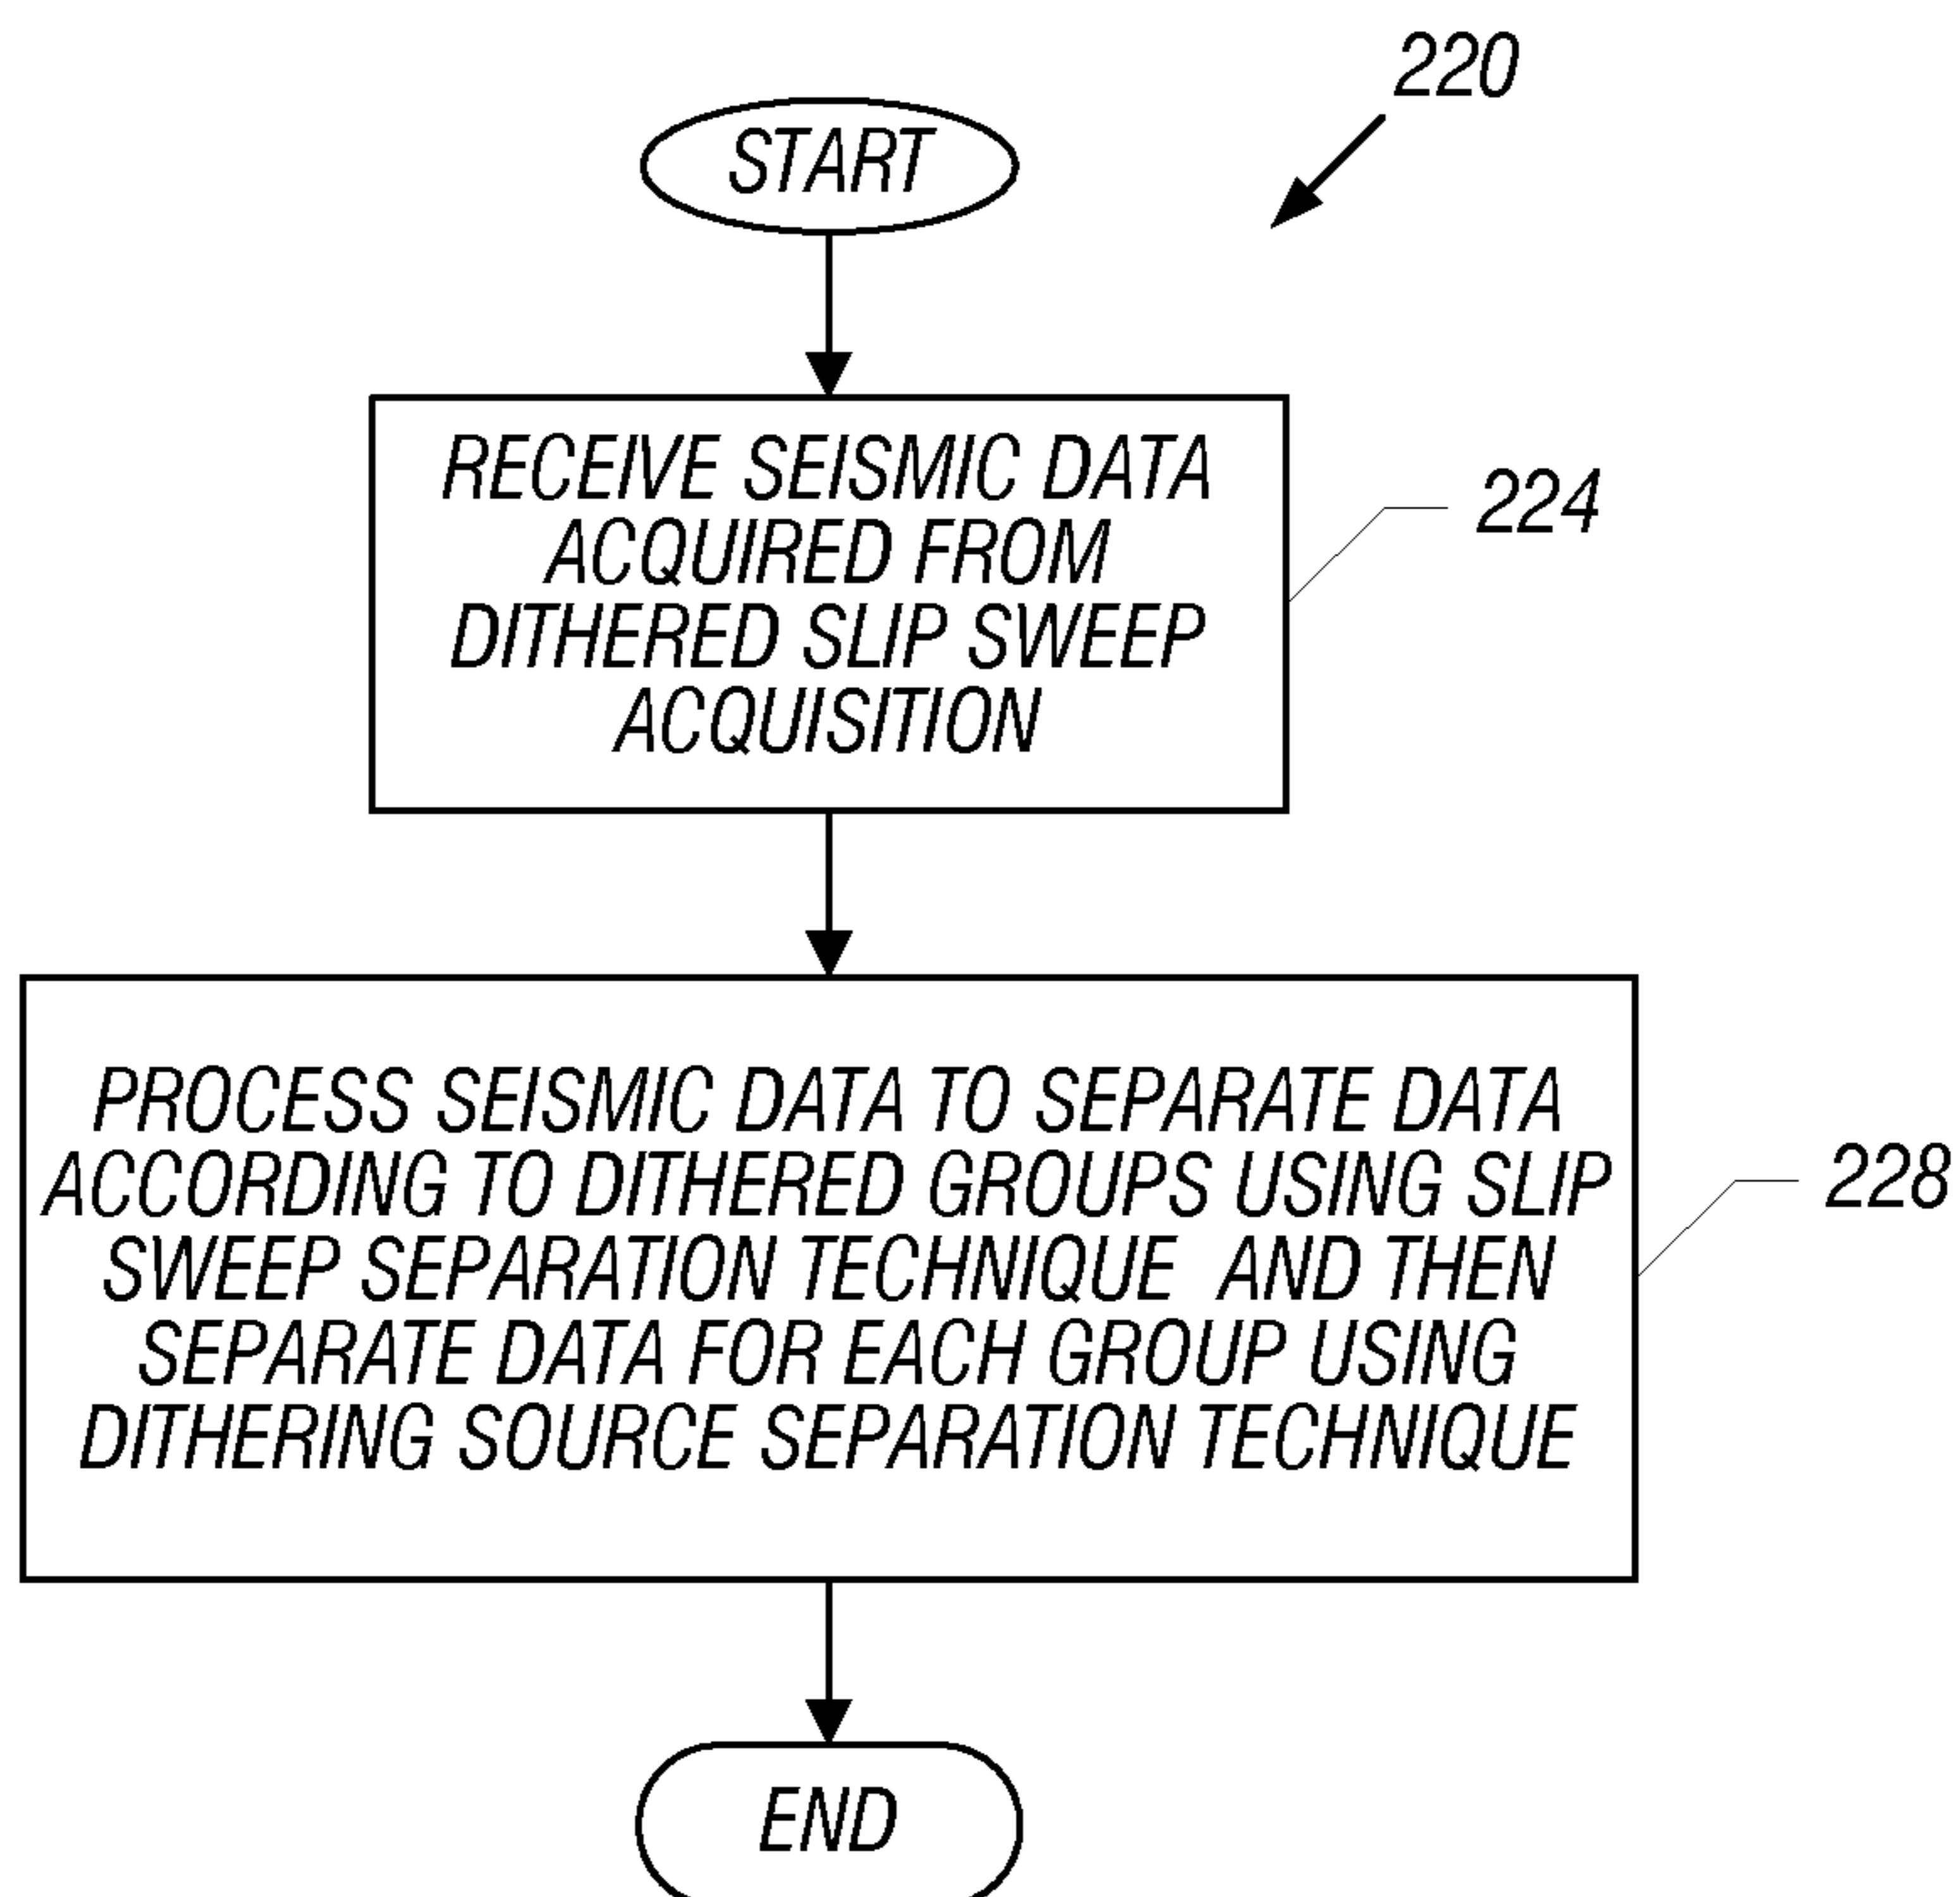 220
START
RECEIVE SEISMIC DATA
ACQUIRED FROM
DITHERED SLIP SWEEP
ACQUISITION
224
PROCESS SEISMIC DATA TO SEPARATE DATA
ACCORDING TO DITHERED GROUPS USING SLIP
SWEEP SEPARATION TECHNIQUE AND THEN
SEPARATE DATA FOR EACH GROUP USING
DITHERING SOURCE SEPARATION TECHNIQUE
228
END